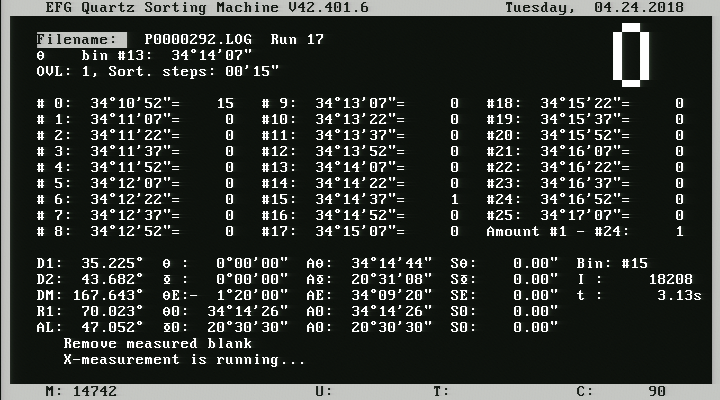 EFG Quartz Sorting Machine V42.401.6 Tuesday, 04.24.2018
Filename: P0000292.LOG Run 17
θ bin #13: 34°14'07"
0
OVL: 1, Sort. steps: 00'15"
# 0: 34°10'52"= 15 # 9: 34°13'07"= 0 #18: 34°15'22"= 0
# 1: 34°11'07"= 0 #10: 34°13'22"= 0 #19: 34°15'37"= 0
# 2: 34°11'22"= 0 #11: 34°13'37"= 0 #20: 34°15'52"= 0
# 3: 34°11'37"= 0 #12: 34°13'52"= 0 #21: 34°16'07"= 0
# 4: 34°11'52"= 0 #13: 34°14'07"= 0 #22: 34°16'22"= 0
# 5: 34°12'07"= 0 #14: 34°14'22"= 0 #23: 34°16'37"= 0
# 6: 34°12'22"= 0 #15: 34°14'37"= 1 #24: 34°16'52"= 0
# 7: 34°12'37"= 0 #16: 34°14'52"= 0 #25: 34°17'07"= 0
# 8: 34°12'52"= 0 #17: 34°15'07"= 0 Amount #1 - #24: 1
D1: 35.225° θ : 0°00'00" Aθ: 34°14'44" Sθ: 0.00" Bin: #15
D2: 43.682° Φ : 0°00'00" AΦ: 20°31'08" SΦ: 0.00" I : 18208
DM: 167.643° θE:- 1°20'00" AE: 34°09'20" SE: 0.00" t : 3.13s
R1: 70.023° θ0: 34°14'26" A0: 34°14'26" S0: 0.00"
AL: 47.052° Φ0: 20°30'30" A0: 20°30'30" S0: 0.00"
Remove measured blank
X-measurement is running...
M: 14742 U: T: C: 90